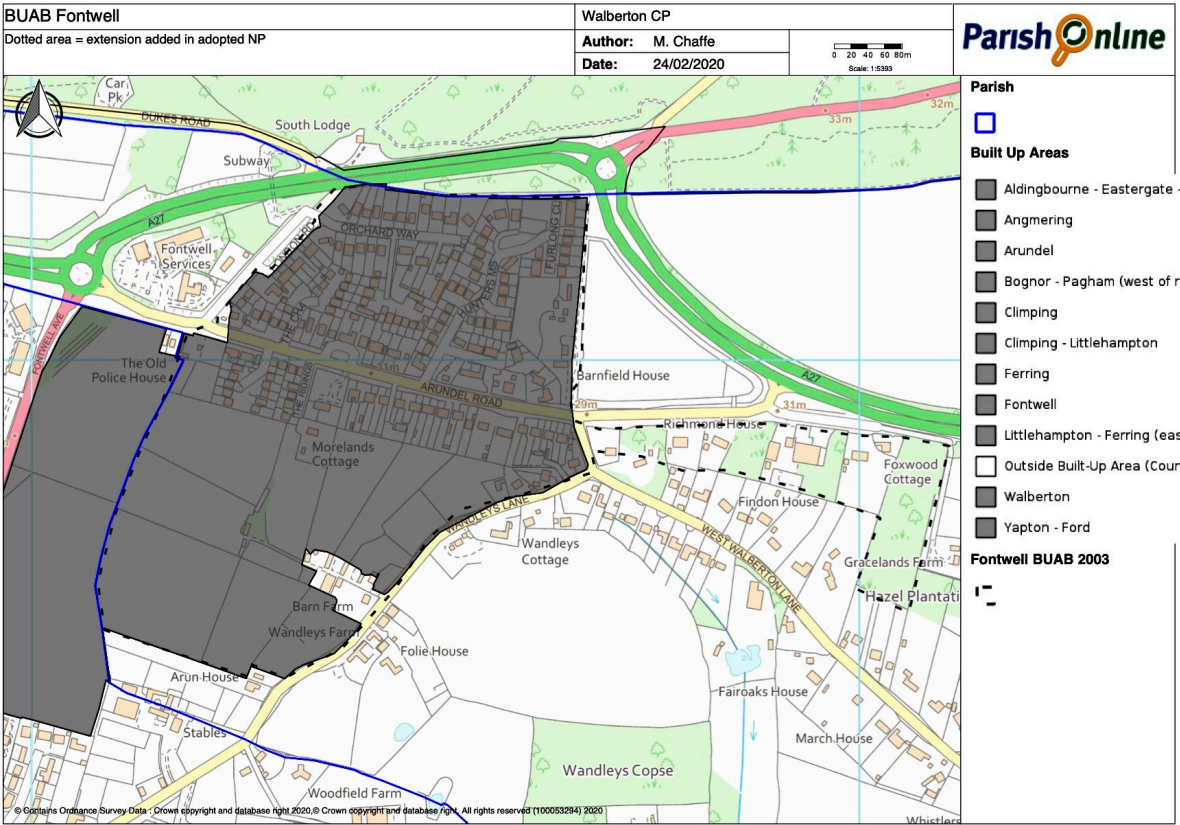 BUAB Fontwell
Dotted area = extension added in adopted NP
Walberton CP
Author: M. Chaffe
Date: 24/02/2020
0 20 40 60 80m
Scale: 1:5393
Parish Online
Parish
Built Up Areas
Aldingbourne - Eastergate -
Angmering
Arundel
Bognor - Pagham (west of r
Climping
Climping - Littlehampton
Ferring
Fontwell
Littlehampton - Ferring (eas
Outside Built-Up Area (Coun
Walberton
Yapton - Ford
Fontwell BUAB 2003
Car
Pk
DUKES ROAD
South Lodge
32m
33m
Subway
A27
ORCHARD WAY
FURLONG CL
Fontwell
Services
HUNTERS MS
FONTWELL AVE
The Old
Police House
31m
THE RIDINGS
ARUNDEL ROAD
Barnfield House
A27
29m
31m
Richmond House
Morelands
Cottage
Foxwood
Cottage
WANDLEYS LANE
Findon House
Wandleys
Cottage
WEST WALBERTON LANE
Gracelands Farm
Hazel Plantati
Barn Farm
Wandleys Farm
Folie House
Arun House
Fairoaks House
Stables
March House
Wandleys Copse
Woodfield Farm
Whistlers
© Contains Ordnance Survey Data : Crown copyright and database right 2020,© Crown copyright and database right. All rights reserved (100053294) 2020